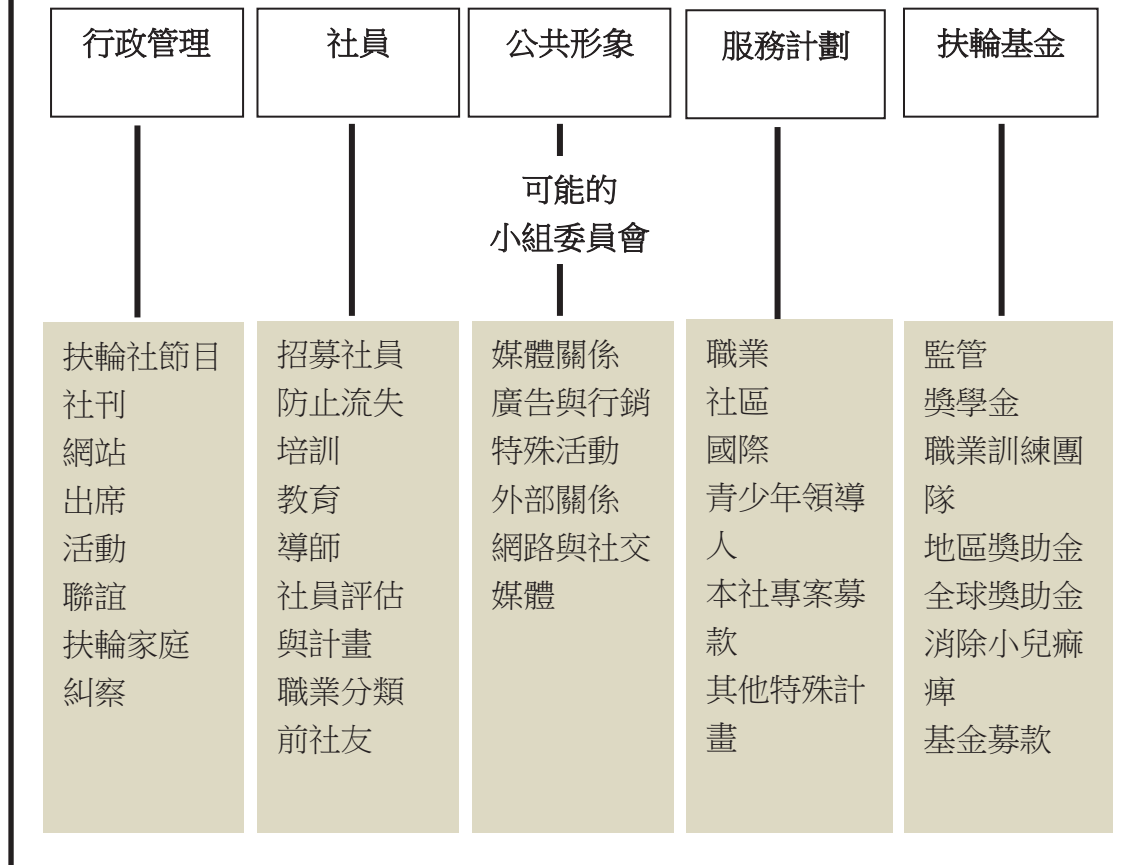 行政管理
社員
公共形象
服務計劃
扶輪基金
可能的
小組委員會
扶輪社節目
社刊
網站
出席
活動
聯誼
扶輪家庭
糾察
招募社員
防止流失
培訓
教育
導師
社員評估
與計畫
職業分類
前社友
媒體關係
廣告與行銷
特殊活動
外部關係
網路與社交
媒體
職業
社區
國際
青少年領導
人
本社專案募
款
其他特殊計
畫
監管
獎學金
職業訓練團
隊
地區獎助金
全球獎助金
消除小兒痲
痺
基金募款